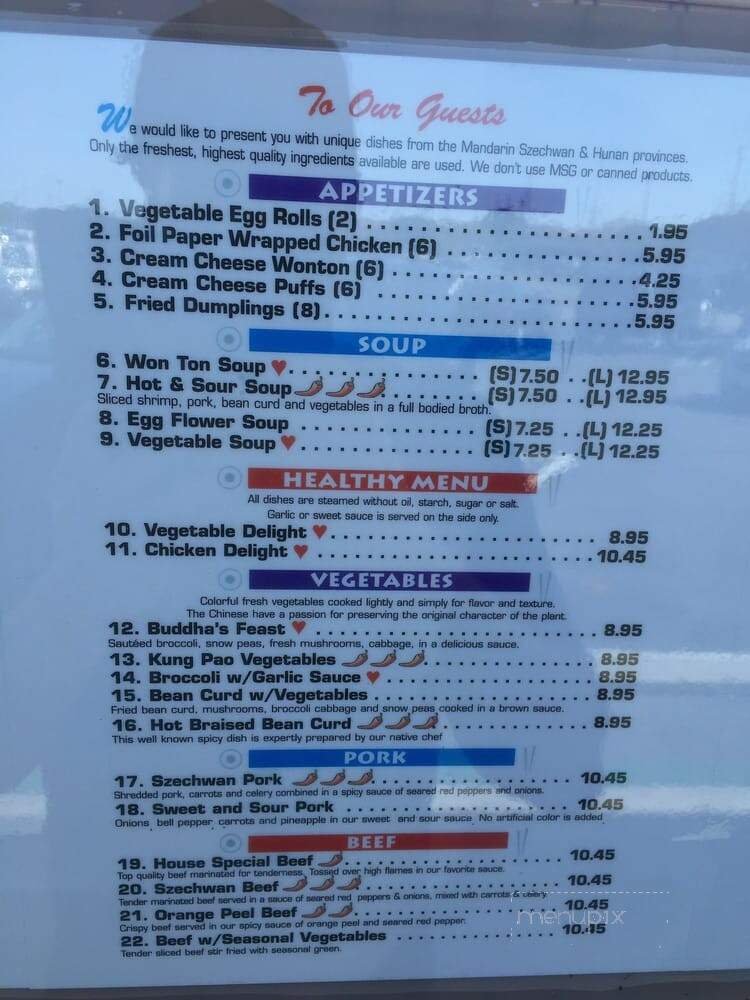 To Our Guests
We would like to present you with unique dishes from the Mandarin Szechwan & Hunan provinces.
Only the freshest, highest quality ingredients available are used. We don't use MSG or canned products.
APPETIZERS
1. Vegetable Egg Rolls (2) 1.95
2. Foil Paper Wrapped Chicken (6) 5.95
3. Cream Cheese Wonton (6) 4.25
4. Cream Cheese Puffs (6) 5.95
5. Fried Dumplings (8) 5.95
SOUP
6. Won Ton Soup ♥ (S) 7.50 (L) 12.95
7. Hot & Sour Soup (S) 7.50 (L) 12.95
Sliced shrimp, pork, bean curd and vegetables in a full bodied broth.
8. Egg Flower Soup (S) 7.25 (L) 12.25
9. Vegetable Soup ♥ (S) 7.25 (L) 12.25
HEALTHY MENU
All dishes are steamed without oil, starch, sugar or salt.
Garlic or sweet sauce is served on the side only.
10. Vegetable Delight ♥ 8.95
11. Chicken Delight ♥ 10.45
VEGETABLES
Colorful fresh vegetables cooked lightly and simply for flavor and texture.
The Chinese have a passion for preserving the original character of the plant.
12. Buddha's Feast ♥ 8.95
Sautéed broccoli, snow peas, fresh mushrooms, cabbage, in a delicious sauce.
13. Kung Pao Vegetables 8.95
14. Broccoli w/Garlic Sauce ♥ 8.95
15. Bean Curd w/Vegetables 8.95
Fried bean curd, mushrooms, broccoli cabbage and snow peas cooked in a brown sauce.
16. Hot Braised Bean Curd 8.95
This well known spicy dish is expertly prepared by our native chef
PORK
17. Szechwan Pork 10.45
Shredded pork, carrots and celery combined in a spicy sauce of seared red peppers and onions.
18. Sweet and Sour Pork 10.45
Onions bell pepper carrots and pineapple in our sweet and sour sauce. No artificial color is added
BEEF
19. House Special Beef 10.45
Top quality beef marinated for tenderness. Tossed over high flames in our favorite sauce.
20. Szechwan Beef 10.45
Tender marinated beef served in a sauce of seared red peppers & onions, mixed with carrots & celery.
21. Orange Peel Beef 10.45
Crispy beef served in our spicy sauce of orange peel and seared red pepper.
22. Beef w/Seasonal Vegetables 10.45
Tender sliced beef stir fried with seasonal green.
menupix